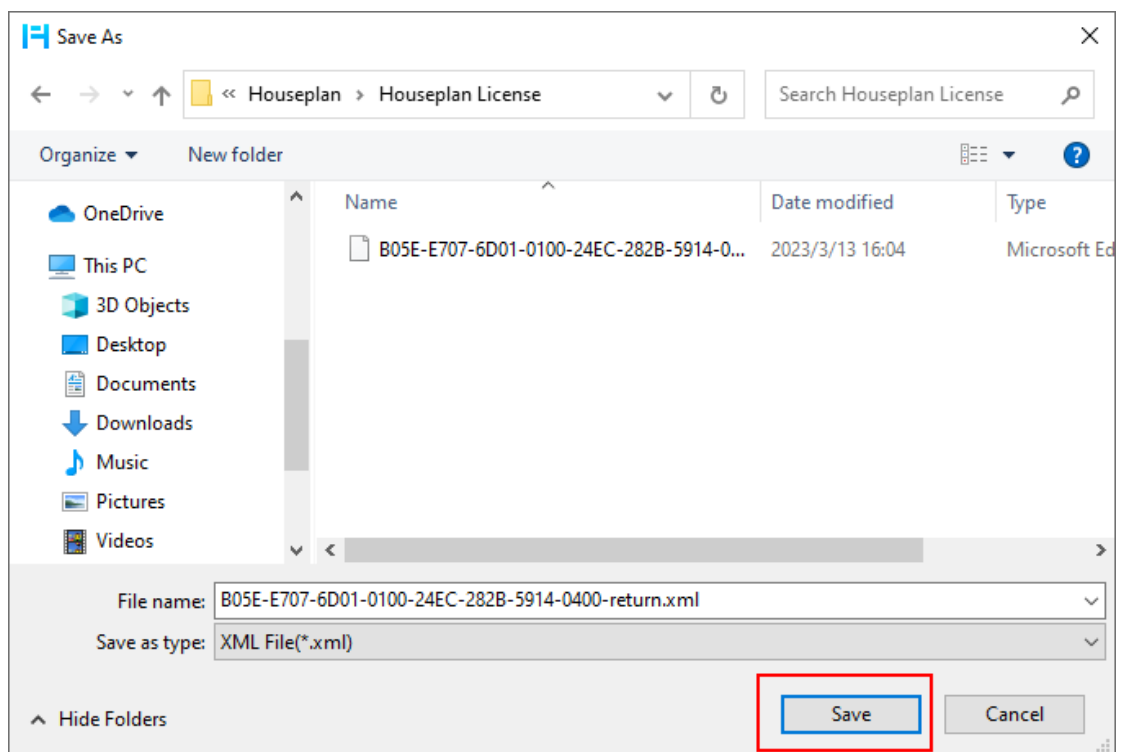 Save As
« Houseplan > Houseplan License
Search Houseplan License
Organize
New folder
Name
Date modified
Type
OneDrive
B05E-E707-6D01-0100-24EC-282B-5914-0...
2023/3/13 16:04
Microsoft Ed
This PC
3D Objects
Desktop
Documents
Downloads
Music
Pictures
Videos
File name: B05E-E707-6D01-0100-24EC-282B-5914-0400-return.xml
Save as type: XML File(*.xml)
Hide Folders
Save
Cancel